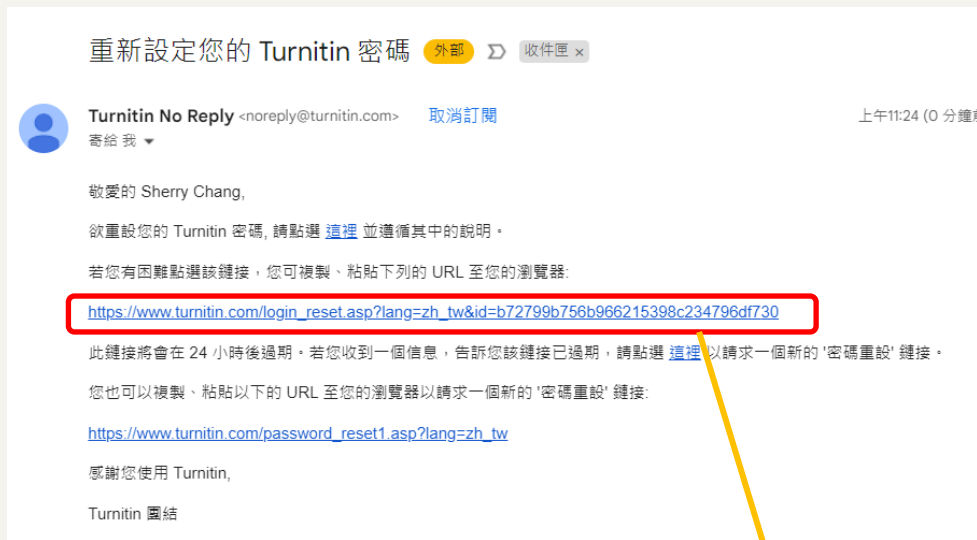 重新設定您的 Turnitin 密碼 外部 收件匣 ×
Turnitin No Reply <noreply@turnitin.com> 取消訂閱 上午11:24 (0 分鐘
寄給 我
敬愛的 Sherry Chang,
欲重設您的 Turnitin 密碼, 請點選 這裡 並遵循其中的說明。
若您有困難點選該鏈接，您可複製、粘貼下列的 URL 至您的瀏覽器:
https://www.turnitin.com/login_reset.asp?lang=zh_tw&id=b72799b756b966215398c234796df730
此鏈接將會在 24 小時後過期。若您收到一個信息，告訴您該鏈接已過期，請點選 這裡 以請求一個新的 '密碼重設' 鏈接。
您也可以複製、粘貼以下的 URL 至您的瀏覽器以請求一個新的 '密碼重設' 鏈接:
https://www.turnitin.com/password_reset1.asp?lang=zh_tw
感謝您使用 Turnitin,
Turnitin 團結